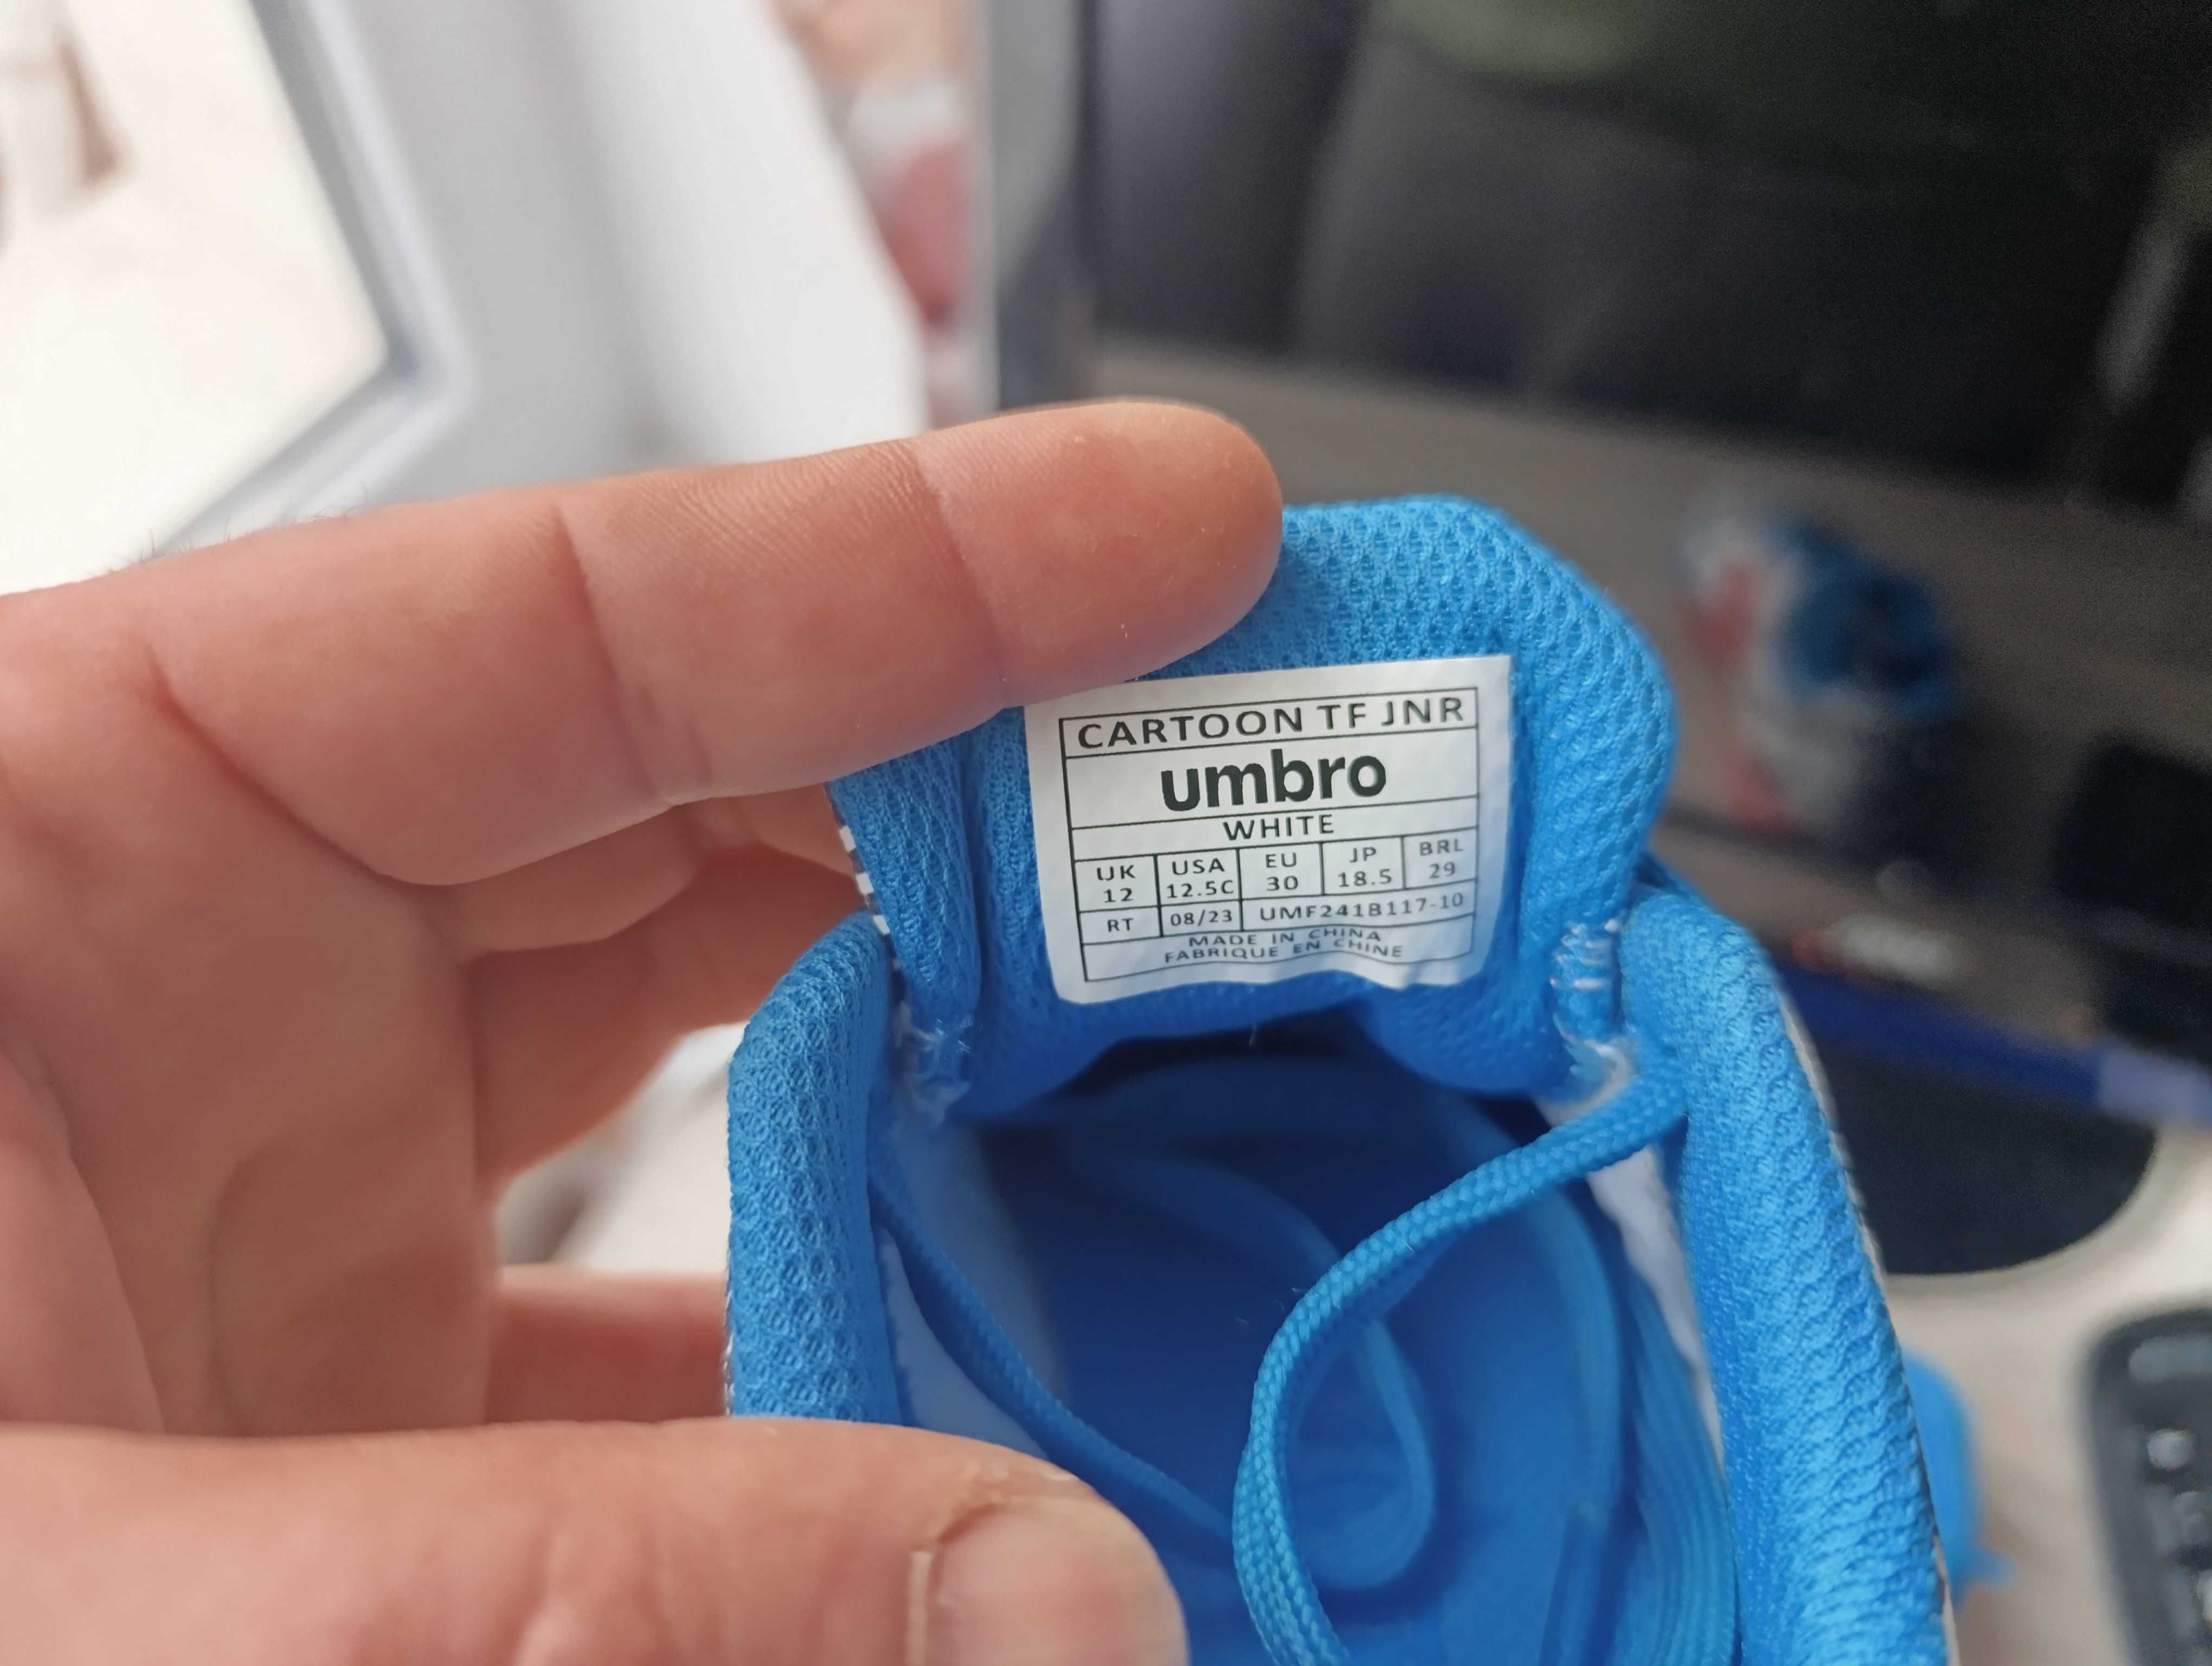 CARTOON TF JNR
umbro
WHITE
UK USA EU JP BRL
12 12.5C 30 18.5 29
RT 08/23 UMF241B117-10
MADE IN CHINA
FABRIQUE EN CHINE